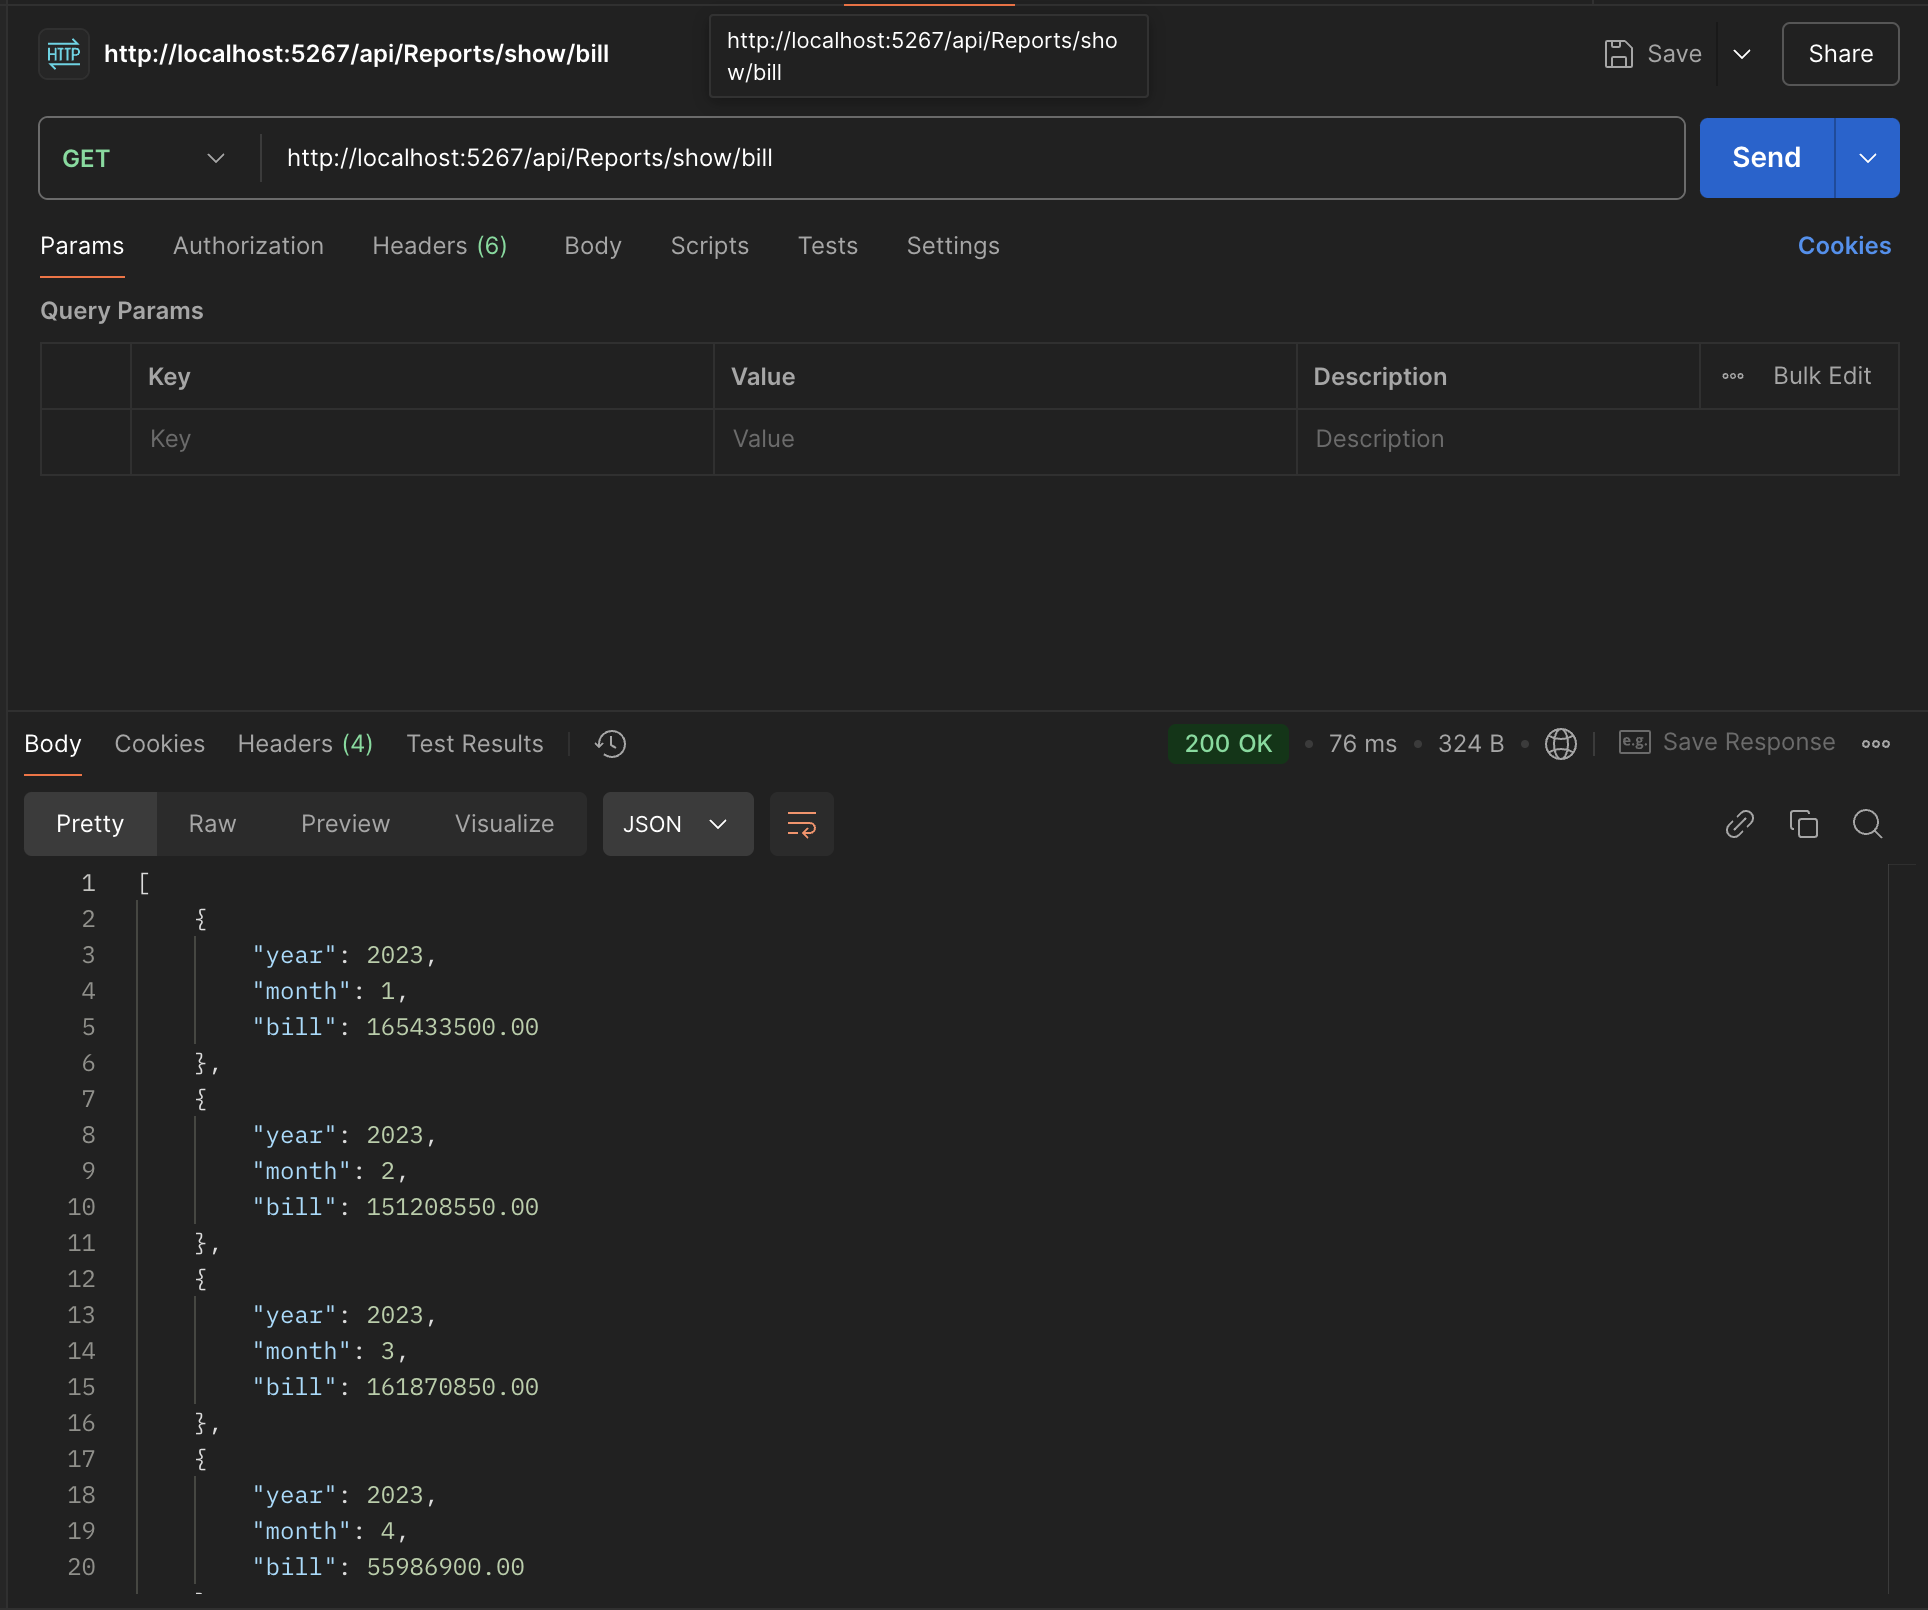 HTTP http://localhost:5267/api/Reports/show/bill
http://localhost:5267/api/Reports/sho
w/bill
Save
Share
GET
http://localhost:5267/api/Reports/show/bill
Send
Params Authorization Headers (6) Body Scripts Tests Settings Cookies
Query Params
Key Value Description Bulk Edit
Key Value Description
Body Cookies Headers (4) Test Results 200 OK 76 ms 324 B e.g. Save Response
Pretty Raw Preview Visualize JSON
1 [
2 {
3 "year": 2023,
4 "month": 1,
5 "bill": 165433500.00
6 },
7 {
8 "year": 2023,
9 "month": 2,
10 "bill": 151208550.00
11 },
12 {
13 "year": 2023,
14 "month": 3,
15 "bill": 161870850.00
16 },
17 {
18 "year": 2023,
19 "month": 4,
20 "bill": 55986900.00